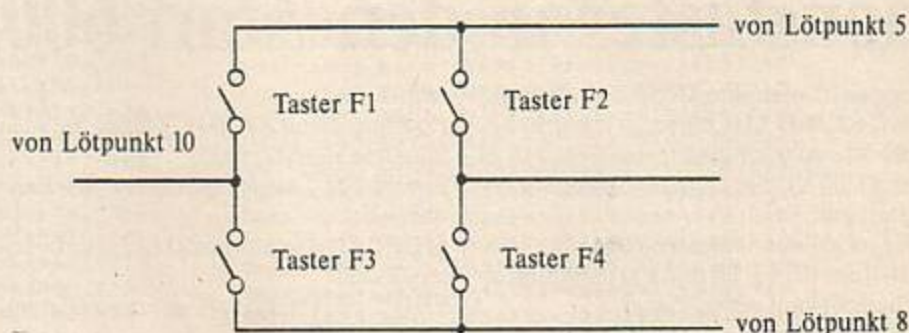 von Lötpunkt 5
Taster F1
Taster F2
von Lötpunkt 10
Taster F3
Taster F4
von Lötpunkt 8